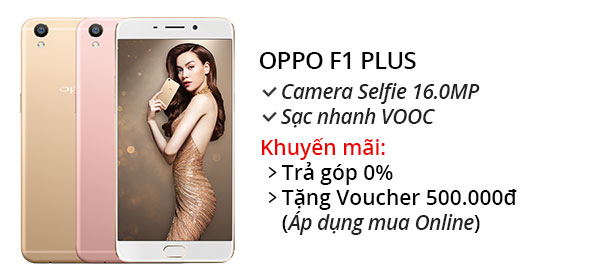 OPPO F1 PLUS
Camera Selfie 16.0MP
Sạc nhanh VOOC
Khuyến mãi:
Trả góp 0%
Tặng Voucher 500.000đ
(Áp dụng mua Online)